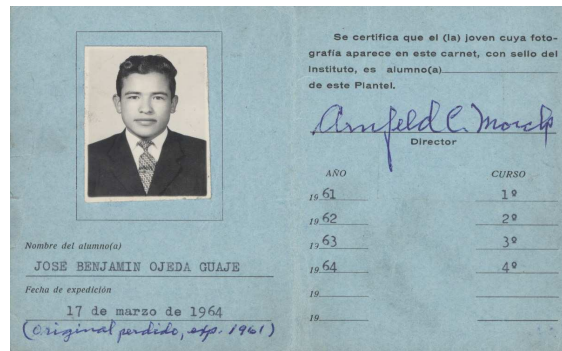 Nombre del alumno(a)
JOSE BENJAMIN OJEDA GUAJE
Fecha de expedición
17 de marzo de 1964
(Original perdido, exp. 1961)
Se certifica que el (la) joven cuya foto-
grafía aparece en este carnet, con sello del
Instituto, es alumno(a)
de este Plantel.
Director
AÑO CURSO
1961 1º
1962 2º
1963 3º
1964 4º
19
19